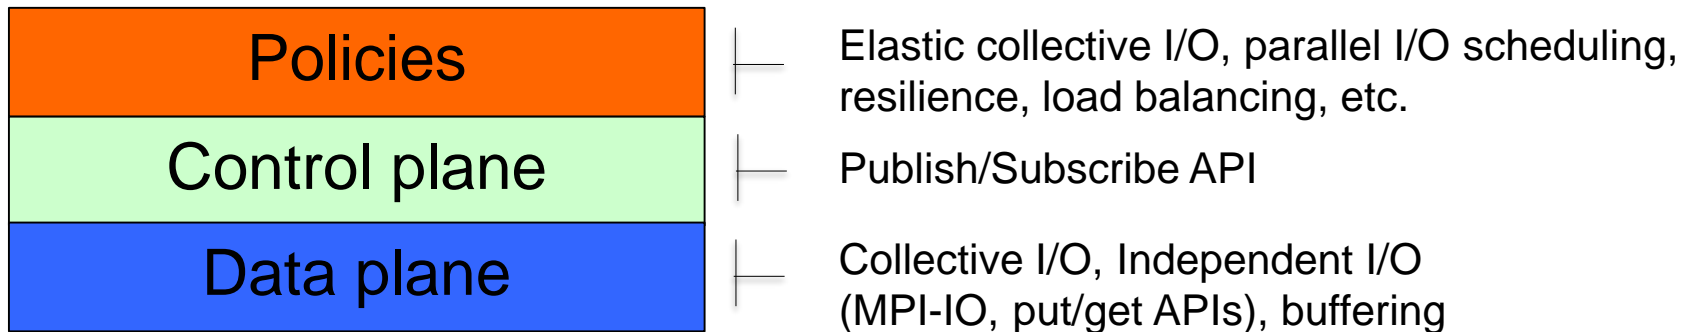 Policies
Elastic collective I/O, parallel I/O scheduling,
resilience, load balancing, etc.
Control plane
Publish/Subscribe API
Data plane
Collective I/O, Independent I/O
(MPI-IO, put/get APIs), buffering